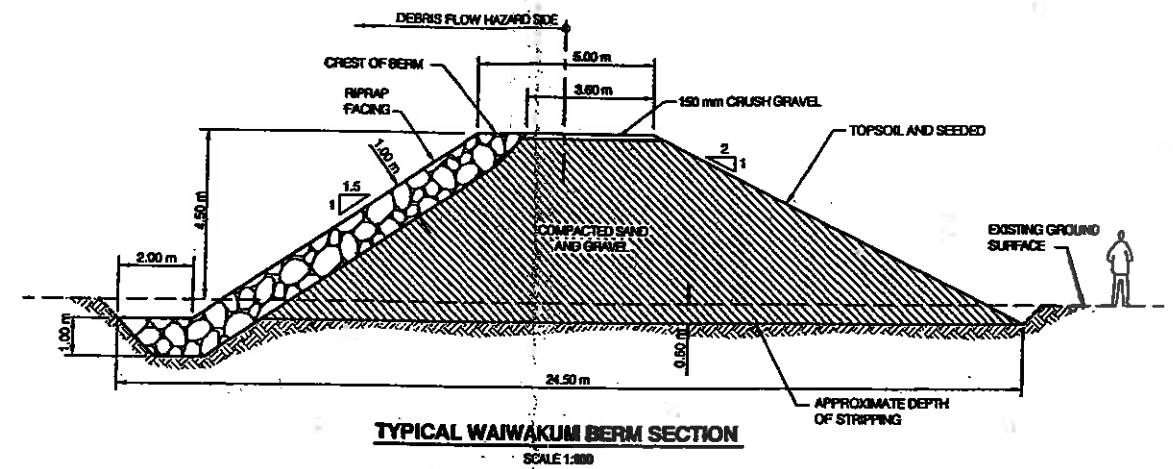 DEBRIS FLOW HAZARD SIDE
5.00 m
CREST OF BERM
3.60 m
RIPRAP
FACING
150 mm CRUSH GRAVEL
TOPSOIL AND SEEDED
1.00 m
2
1
1.5
1
4.50 m
COMPACTED SAND
AND GRAVEL
EXISTING GROUND
SURFACE
2.00 m
1.00 m
0.60 m
24.50 m
APPROXIMATE DEPTH
OF STRIPPING
TYPICAL WAIWAKUM BERM SECTION